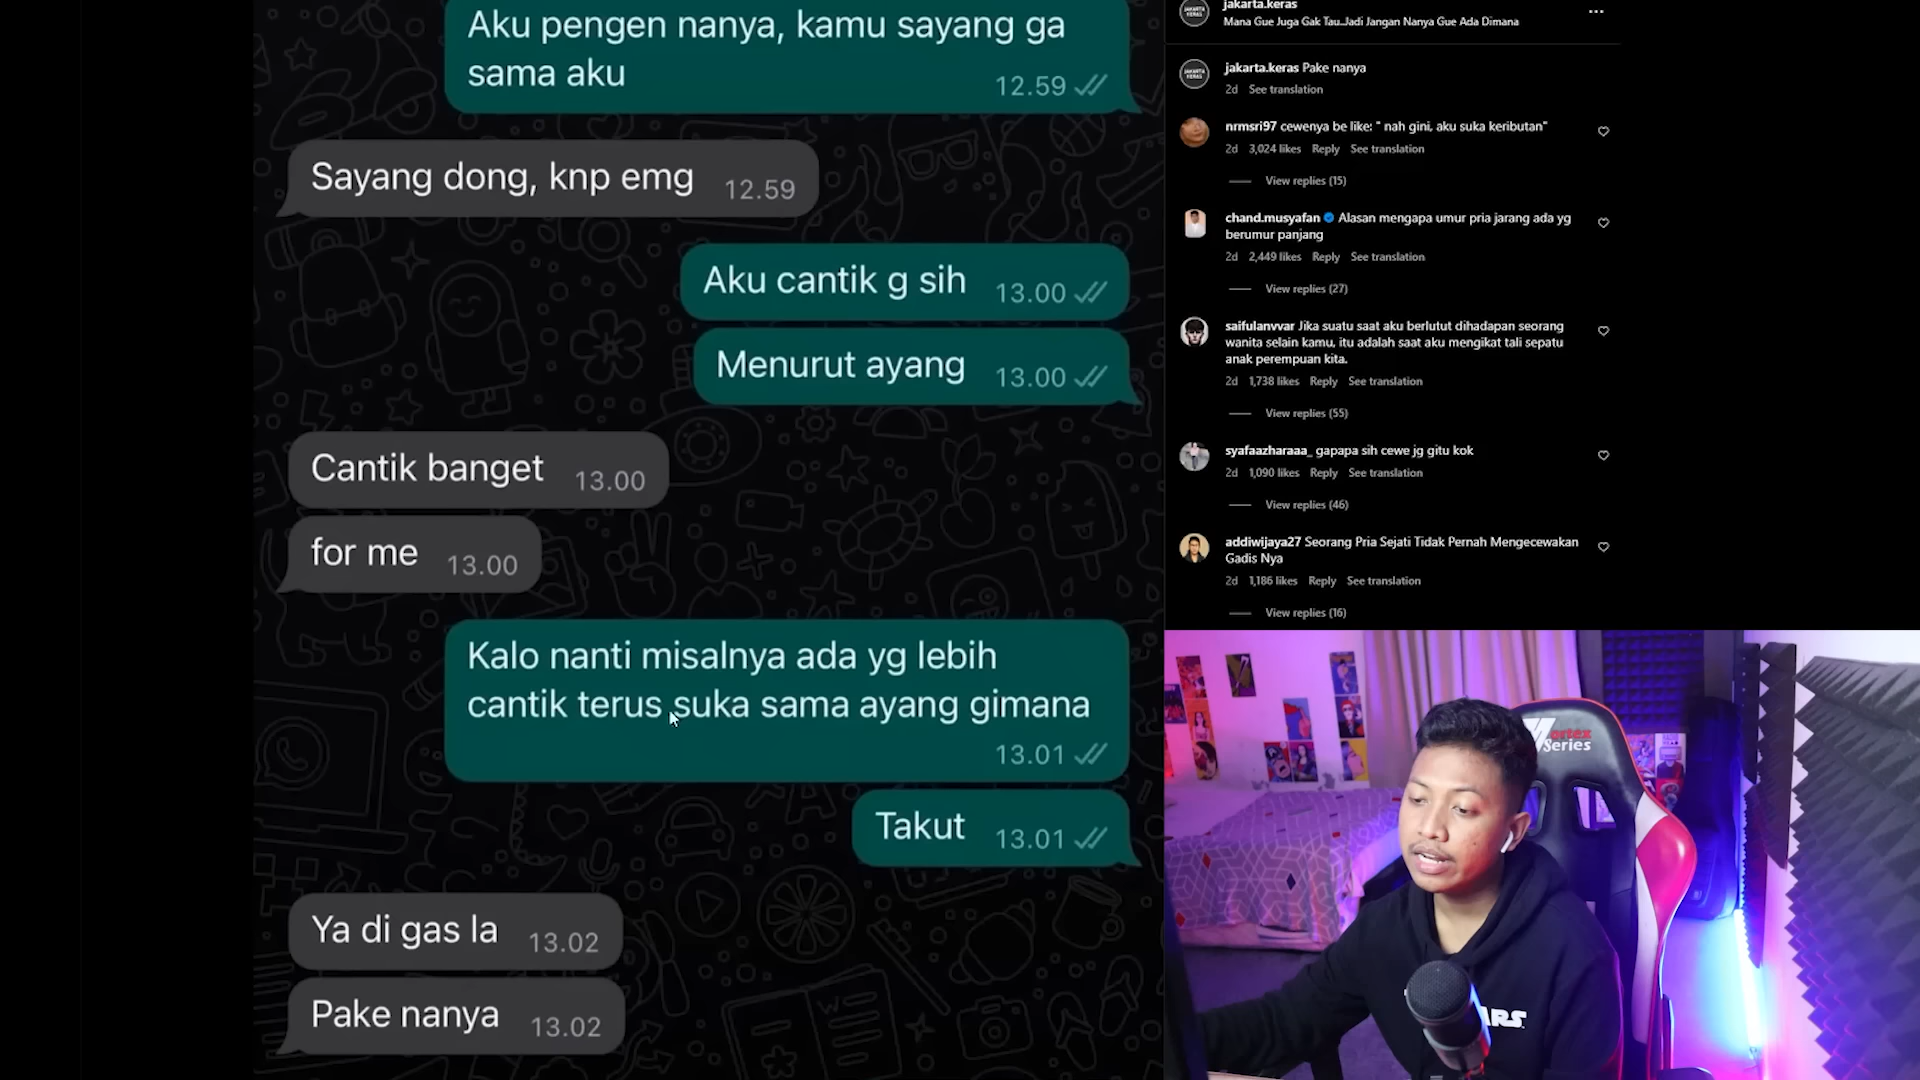 Aku pengen nanya, kamu sayang ga
sama aku
12.59
Sayang dong, knp emg 12.59
Aku cantik g sih 13.00
Menurut ayang 13.00
Cantik banget 13.00
for me 13.00
Kalo nanti misalnya ada yg lebih
cantik terus suka sama ayang gimana
13.01
Takut 13.01
Ya di gas la 13.02
Pake nanya 13.02
jakarta.keras
Mana Gue Juga Gak Tau..Jadi Jangan Nanya Gue Ada Dimana
jakarta.keras Pake nanya
2d See translation
nrmsri97 cewenya be like: " nah gini, aku suka keributan"
2d 3,024 likes Reply See translation
View replies (15)
chand.musyafan Alasan mengapa umur pria jarang ada yg
berumur panjang
2d 2,449 likes Reply See translation
View replies (27)
saifulanvvar Jika suatu saat aku berlutut dihadapan seorang
wanita selain kamu, itu adalah saat aku mengikat tali sepatu
anak perempuan kita.
2d 1,738 likes Reply See translation
View replies (55)
syafaazharaaa_ gapapa sih cewe jg gitu kok
2d 1,090 likes Reply See translation
View replies (46)
addiwijaya27 Seorang Pria Sejati Tidak Pernah Mengecewakan
Gadis Nya
2d 1,186 likes Reply See translation
View replies (16)
Series